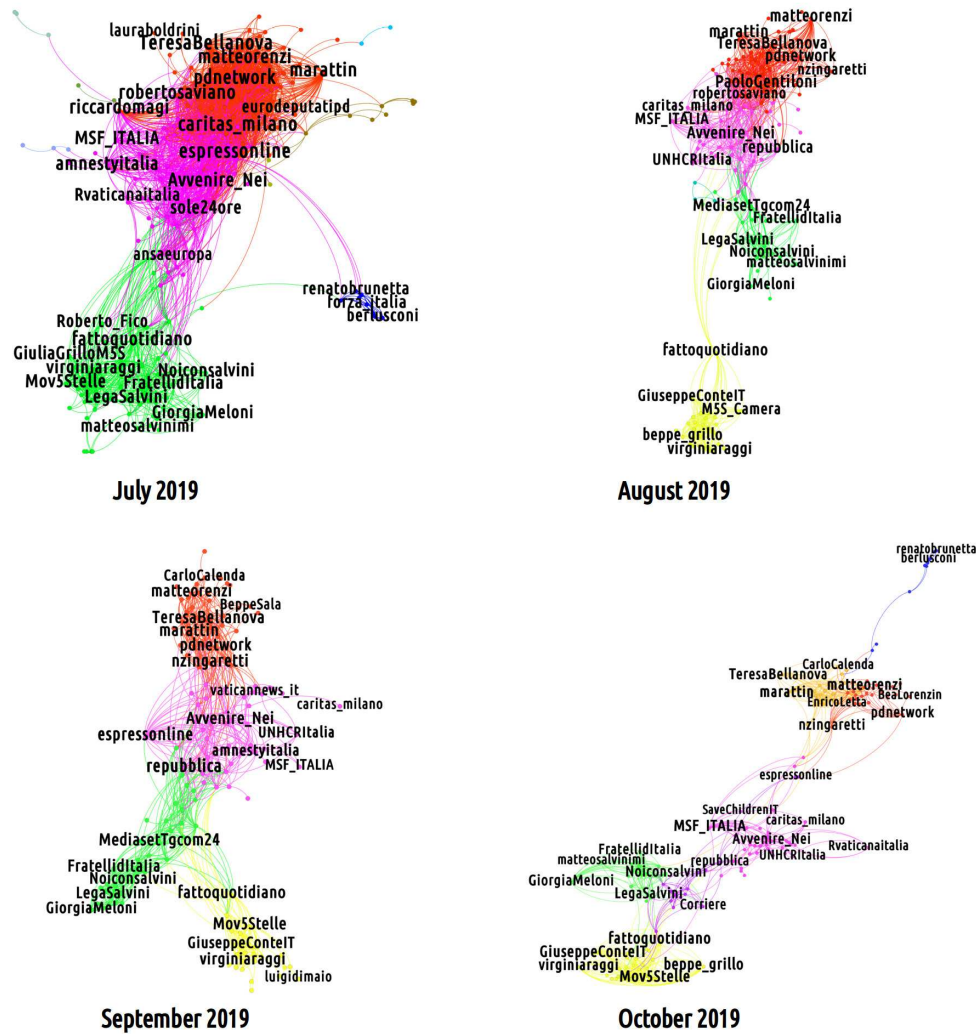 lauraboldrini
TeresaBellanova
matteorenzi
pdnetwork
marattin
robertosaviano
riccardomagi
eurodeputatipd
caritas_milano
MSF_ITALIA
espressonline
amnestyitalia
Avvenire_Nei
Rvaticanaitalia
sole24ore
ansaeuropa
renatobrunetta
forza_italia
berlusconi
Roberto_Fico
fattoquotidiano
GiuliaGrilloM5S
virginiaraggi
Noiconsalvini
Mov5Stelle
FratellidItalia
LegaSalvini
GiorgiaMeloni
matteosalvinimi
July 2019
matteorenzi
marattin
TeresaBellanova
pdnetwork
nzingaretti
PaoloGentiloni
robertosaviano
caritas_milano
MSF_ITALIA
Avvenire_Nei
repubblica
UNHCRItalia
MediasetTgcom24
FratellidItalia
LegaSalvini
Noiconsalvini
matteosalvinimi
GiorgiaMeloni
fattoquotidiano
GiuseppeConteIT
M5S_Camera
beppe_grillo
virginiaraggi
August 2019
CarloCalenda
matteorenzi
BeppeSala
TeresaBellanova
marattin
pdnetwork
nzingaretti
vaticannews_it
caritas_milano
Avvenire_Nei
espressonline
UNHCRItalia
amnestyitalia
repubblica
MSF_ITALIA
MediasetTgcom24
FratellidItalia
Noiconsalvini
LegaSalvini
GiorgiaMeloni
fattoquotidiano
Mov5Stelle
GiuseppeConteIT
virginiaraggi
luigidimaio
September 2019
renatobrunetta
berlusconi
CarloCalenda
TeresaBellanova
matteorenzi
marattin
BeaLorenzin
EnricoLetta
pdnetwork
nzingaretti
espressonline
SaveChildrenIT
MSF_ITALIA
caritas_milano
Avvenire_Nei
Rvaticanaitalia
FratellidItalia
matteosalvinimi
UNHCRItalia
repubblica
Noiconsalvini
GiorgiaMeloni
LegaSalvini
Corriere
fattoquotidiano
GiuseppeConteIT
virginiaraggi
beppe_grillo
Mov5Stelle
October 2019